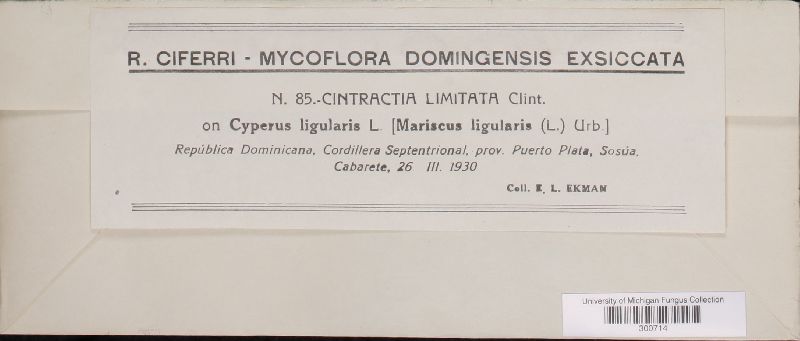 R. CIFERRI - MYCOFLORA DOMINGENSIS EXSICCATA
N. 85.-CINTRACTIA LIMITATA Clint.
on Cyperus ligularis L. [Mariscus ligularis (L.) Urb.]
República Dominicana, Cordillera Septentrional, prov. Puerto Plata, Sosúa,
Cabarete, 26 III. 1930
Coll. E. L. EKMAN
University of Michigan Fungus Collection
300714